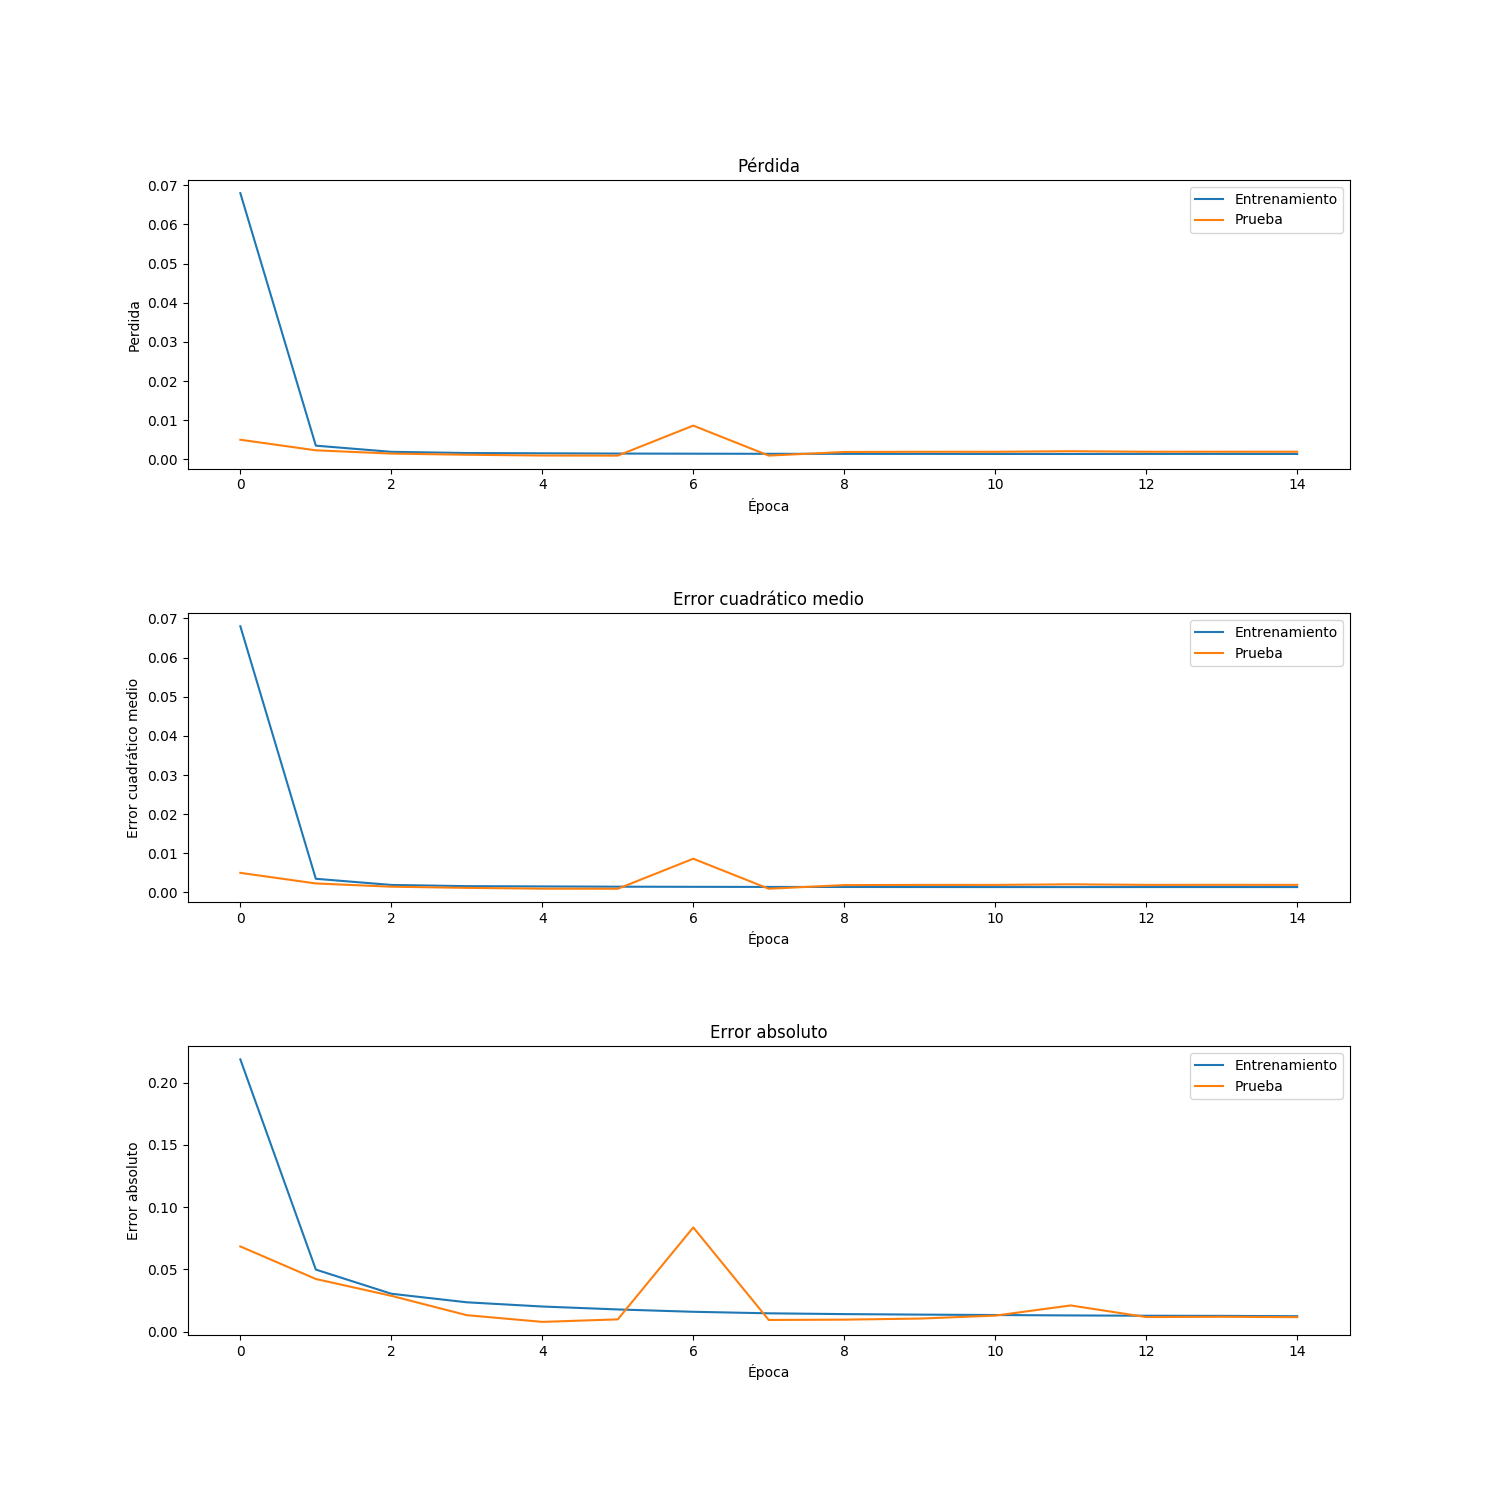 Pérdida
0.07
0.06
0.05
0.04
0.03
0.02
0.01
0.00
Perdida
Entrenamiento
Prueba
0 2 4 6 8 10 12 14
Época
Error cuadrático medio
0.07
0.06
0.05
0.04
0.03
0.02
0.01
0.00
Error cuadrático medio
Entrenamiento
Prueba
0 2 4 6 8 10 12 14
Época
Error absoluto
0.20
0.15
0.10
0.05
0.00
Error absoluto
Entrenamiento
Prueba
0 2 4 6 8 10 12 14
Época